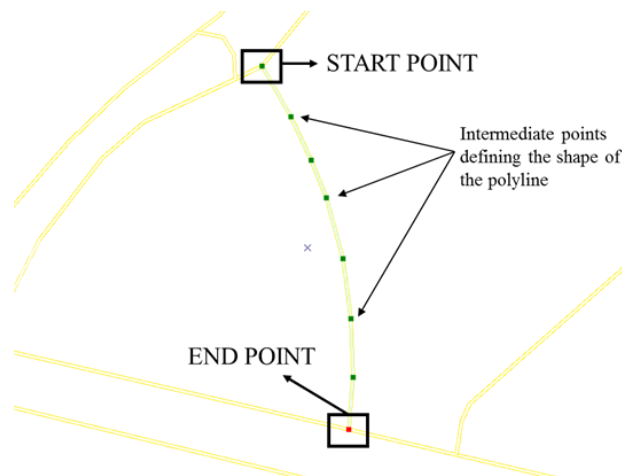 START POINT
Intermediate points
defining the shape of
the polyline
END POINT